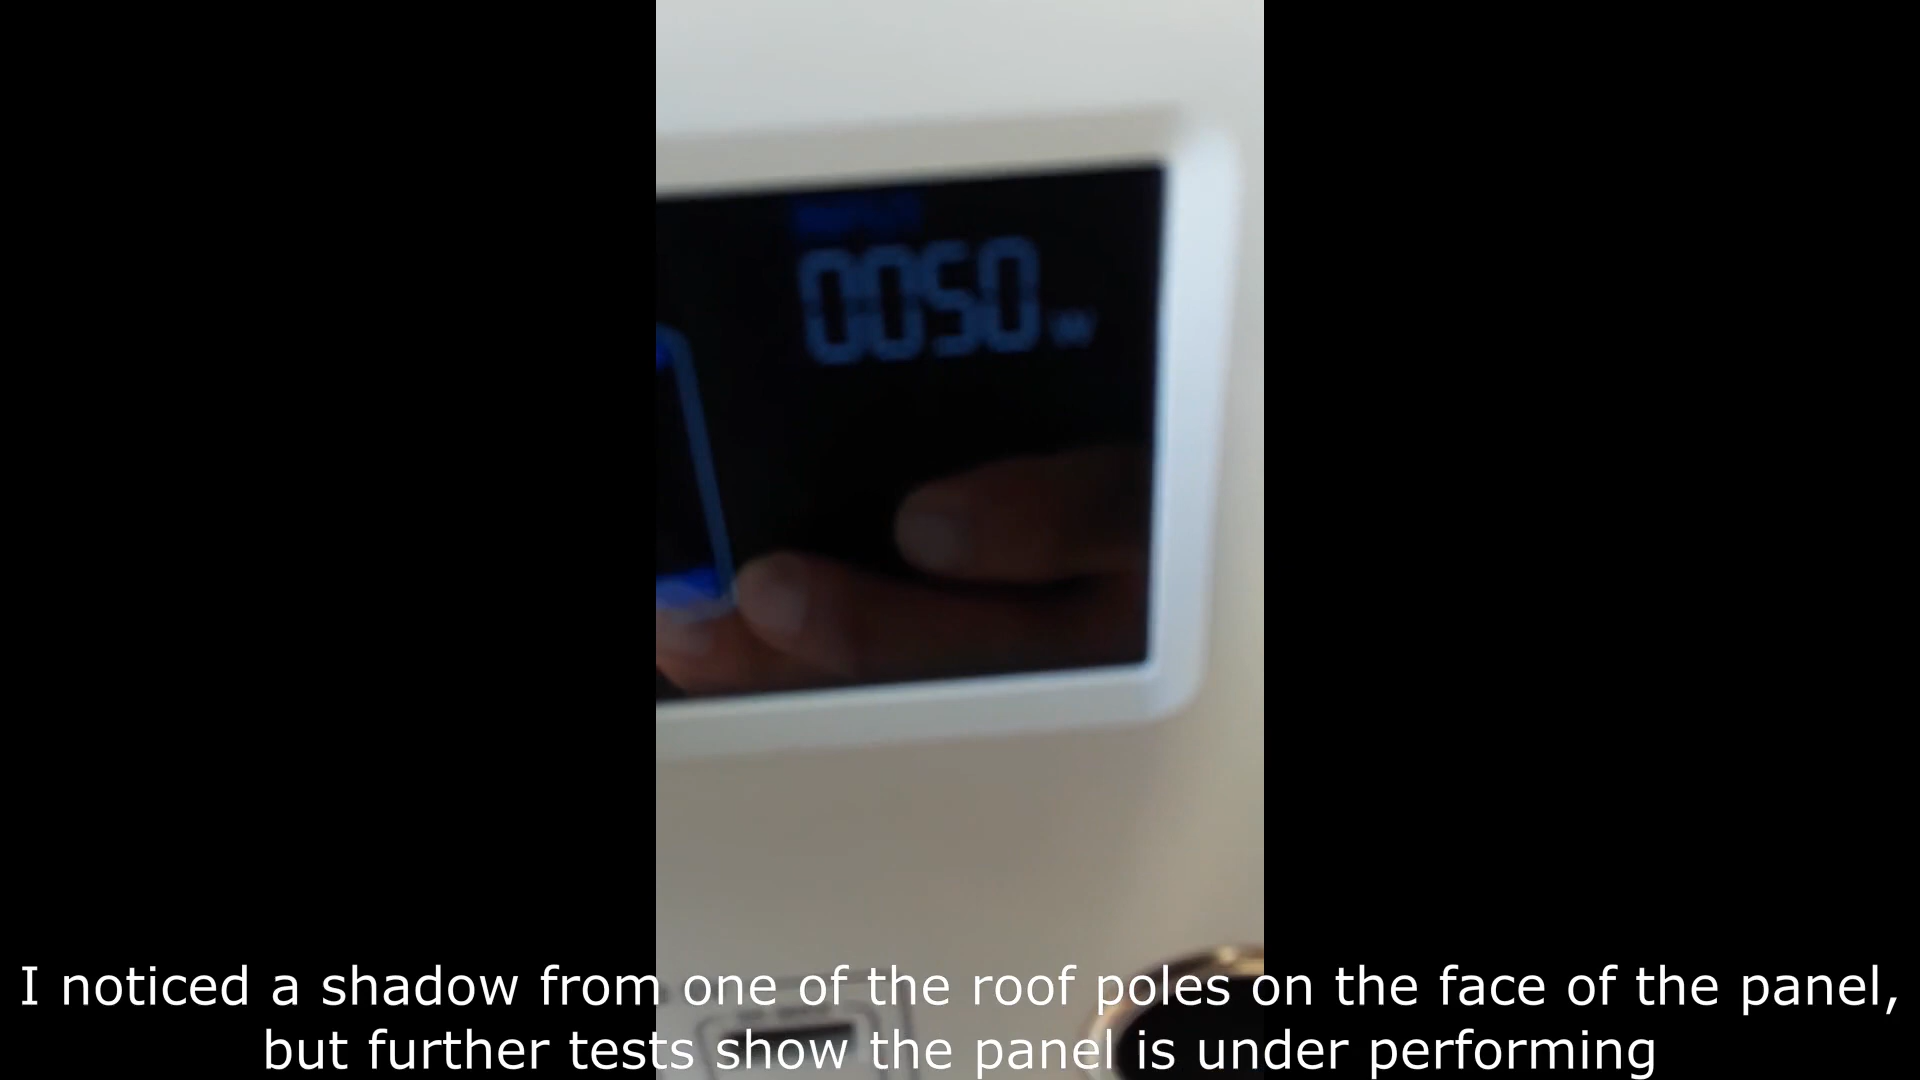 0050 W
I noticed a shadow from one of the roof poles on the face of the panel,
but further tests show the panel is under performing